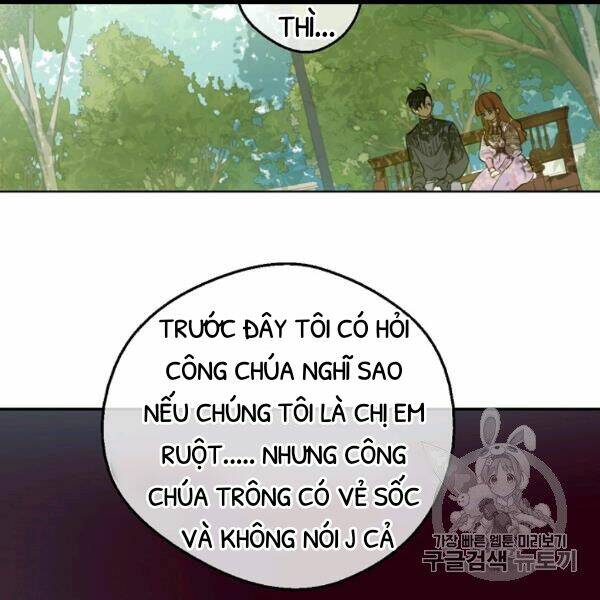 THÌ...
TRƯỚC ĐÂY TÔI CÓ HỎI
CÔNG CHÚA NGHĨ SAO
NẾU CHÚNG TÔI LÀ CHỊ EM
RUỘT..... NHƯNG CÔNG
CHÚA TRÔNG CÓ VẺ SỐC
VÀ KHÔNG NÓI J CẢ
가장 빠른 웹툰 미리보기
구글검색 뉴토끼